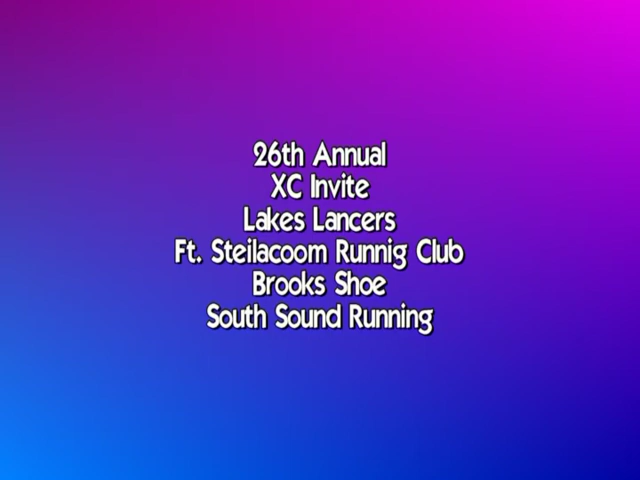 26th Annual
XC Invite
Lakes Lancers
Ft. Steilacoom Runnig Club
Brooks Shoe
South Sound Running